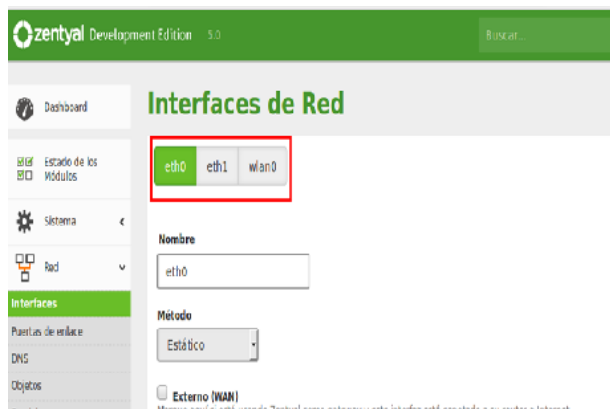 zentyal Development Edition 5.0
Buscar...
Dashboard
Estado de los
Módulos
Sistema
Red
Interfaces
Puertas de enlace
DNS
Objetos
Interfaces de Red
eth0 eth1 wlan0
Nombre
eth0
Método
Estático
Externo (WAN)